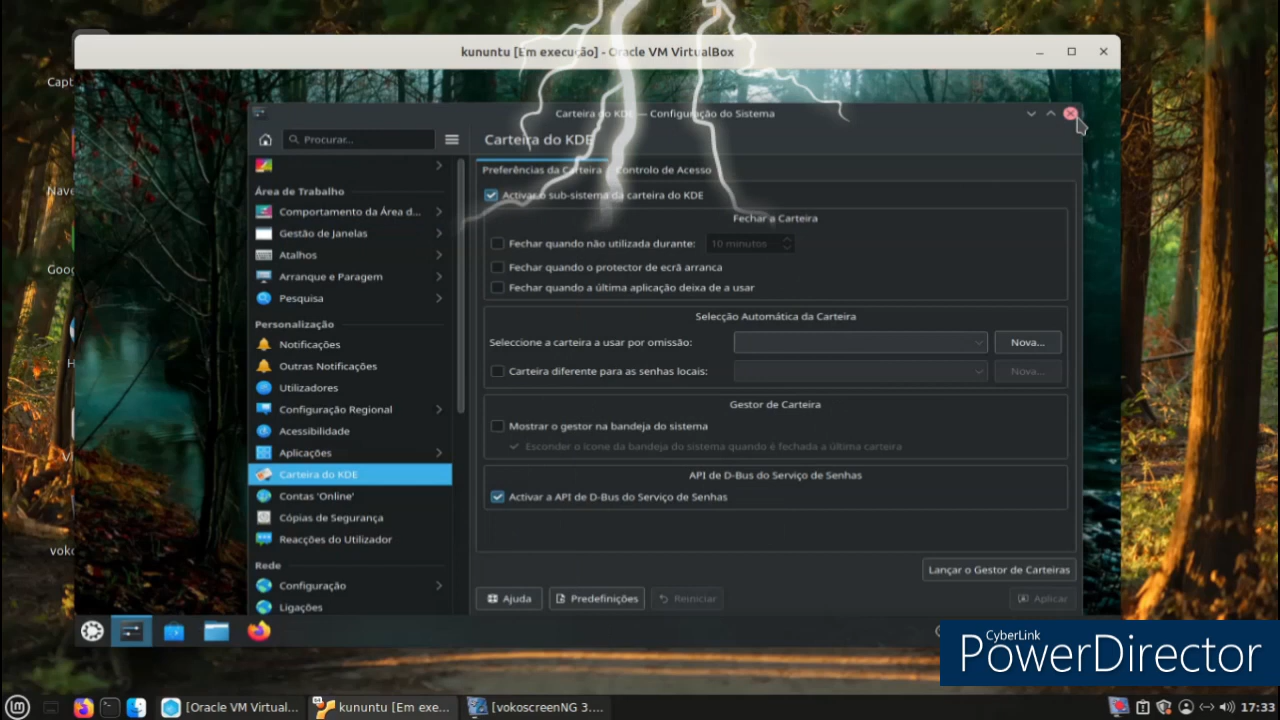 kununtu [Em execução] - Oracle VM VirtualBox
Capt
Nave
Goog
H
Vi
voko
Carteira do KDE — Configuração do Sistema
Procurar...
Carteira do KDE
Preferências da Carteira
Controlo de Acesso
Área de Trabalho
Comportamento da Área d...
Gestão de Janelas
Atalhos
Arranque e Paragem
Pesquisa
Personalização
Notificações
Outras Notificações
Utilizadores
Configuração Regional
Acessibilidade
Aplicações
Carteira do KDE
Contas 'Online'
Cópias de Segurança
Reacções do Utilizador
Rede
Configuração
Ligações
Activar o sub-sistema da carteira do KDE
Fechar a Carteira
Fechar quando não utilizada durante: 10 minutos
Fechar quando o protector de ecrã arranca
Fechar quando a última aplicação deixa de a usar
Selecção Automática da Carteira
Seleccione a carteira a usar por omissão: Nova...
Carteira diferente para as senhas locais: Nova...
Gestor de Carteira
Mostrar o gestor na bandeja do sistema
Esconder o ícone da bandeja do sistema quando é fechada a última carteira
API de D-Bus do Serviço de Senhas
Activar a API de D-Bus do Serviço de Senhas
Lançar o Gestor de Carteiras
Ajuda Predefinições Reiniciar Aplicar
CyberLink
PowerDirector
[Oracle VM Virtual... kununtu [Em exec... [vokoscreenNG 3.... 17:33